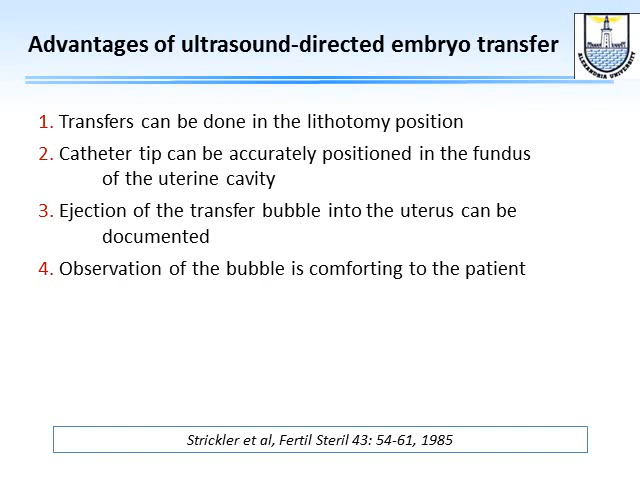 Advantages of ultrasound-directed embryo transfer
ALEXANDRIA UNIVERSITY
1. Transfers can be done in the lithotomy position
2. Catheter tip can be accurately positioned in the fundus
of the uterine cavity
3. Ejection of the transfer bubble into the uterus can be
documented
4. Observation of the bubble is comforting to the patient
Strickler et al, Fertil Steril 43: 54-61, 1985